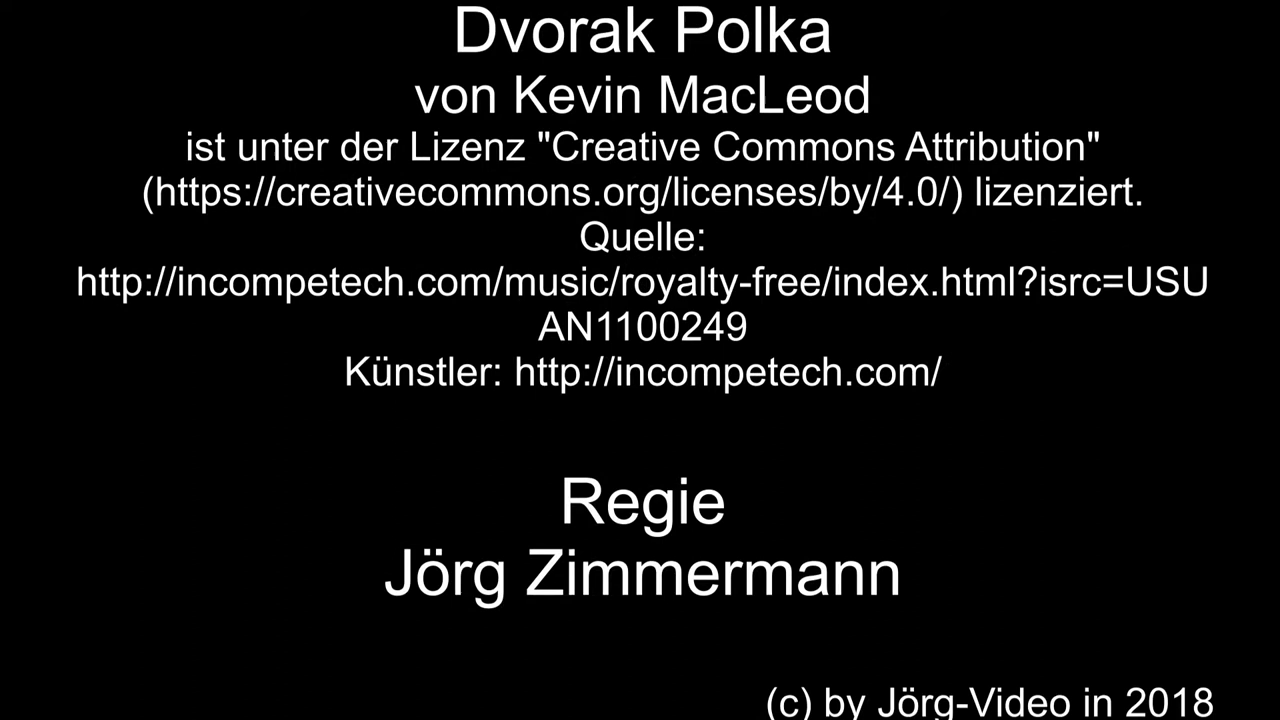 Dvorak Polka
von Kevin MacLeod
ist unter der Lizenz "Creative Commons Attribution"
(https://creativecommons.org/licenses/by/4.0/) lizenziert.
Quelle:
http://incompetech.com/music/royalty-free/index.html?isrc=USU
AN1100249
Künstler: http://incompetech.com/
Regie
Jörg Zimmermann
(c) by Jörg-Video in 2018